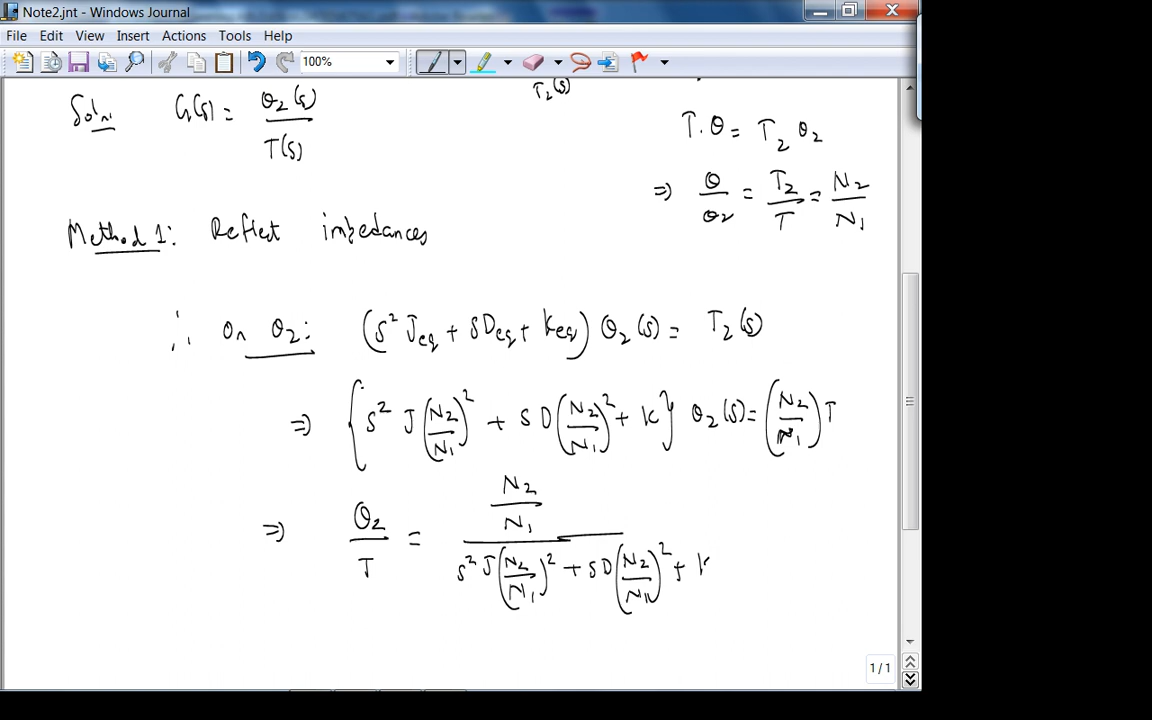 Note2.jnt - Windows Journal
File Edit View Insert Actions Tools Help
100%
T₂(s)
Soln: G(s) = θ₂(s) / T(s)
T.θ = T₂ θ₂
⇒ θ/θ₂ = T₂/T = N₂/N₁
Method 1: Reflect impedances
∴ On θ₂: (s² Jeq + sDeq + Keq) θ₂(s) = T₂(s)
⇒ {s² J(N₂/N₁)² + sD(N₂/N₁)² + K} θ₂(s) = (N₂/N₁) T
⇒ θ₂/T = N₂/N₁ / s² J(N₂/N₁)² + sD(N₂/N₁)² + K
1/1